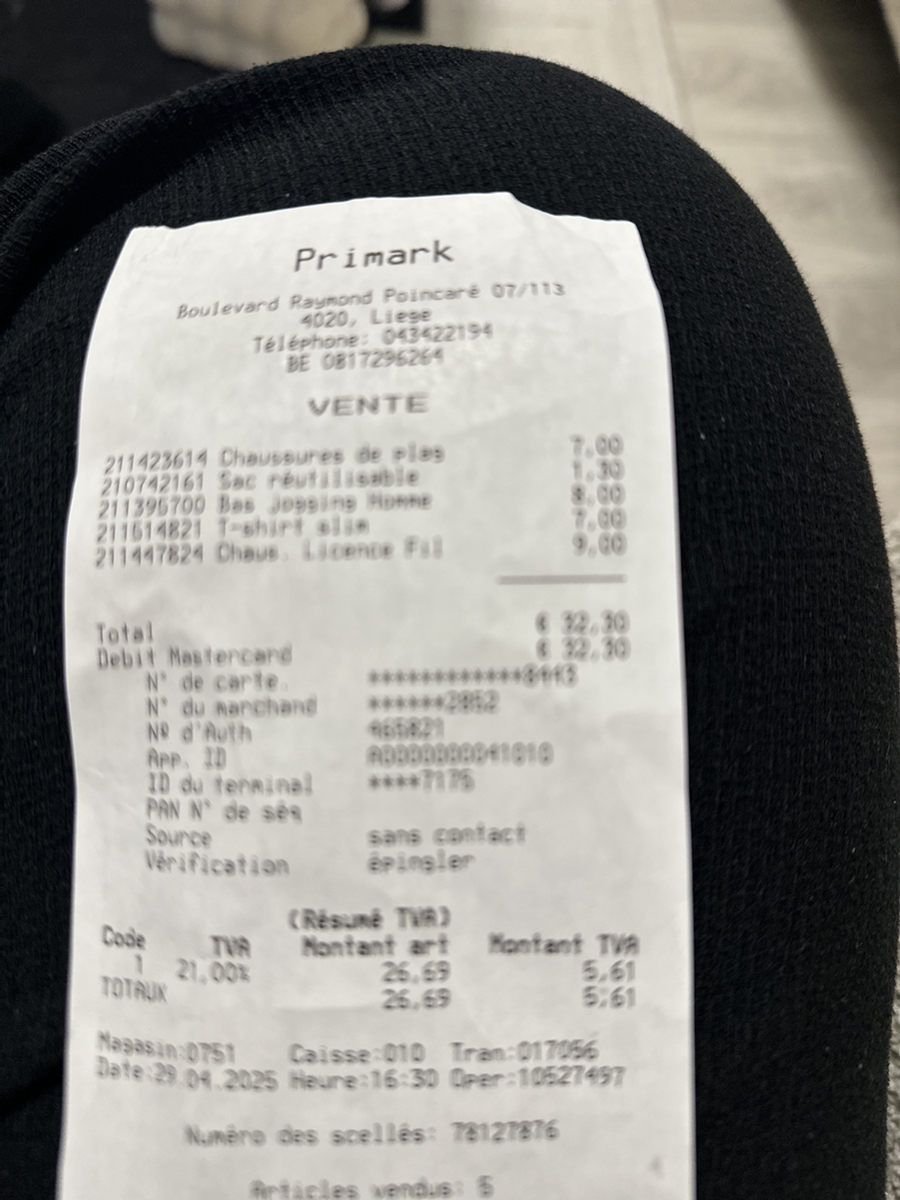 Primark
Boulevard Raymond Poincaré 07/113
4020, Liege
Téléphone: 043422194
BE 0817296264
VENTE
211423614 Chaussures de plag 7,00
210742161 Sac réutilisable 1,30
211396700 Bas Jogging Homme 8,00
211614821 T-shirt slim 7,00
211447824 Chaus. Licence Fil 9,00
Total € 32,30
Debit Mastercard € 32,30
N° de carte.
N° du marchand ******2852
Nº d'Auth 465821
App. ID A0000000041010
ID du terminal ****7175
PAN N° de séq
Source sans contact
Vérification épingler
(Résumé TVA)
Code TVA Montant art Montant TVA
1 21,00% 26,69 5,61
TOTAUX 26,69 5,61
Magasin:0751 Caisse:010 Tran:017056
Date:29.04.2025 Heure:16:30 Oper:10527497
Numéro des scellés: 78127876
Articles vendus: 5